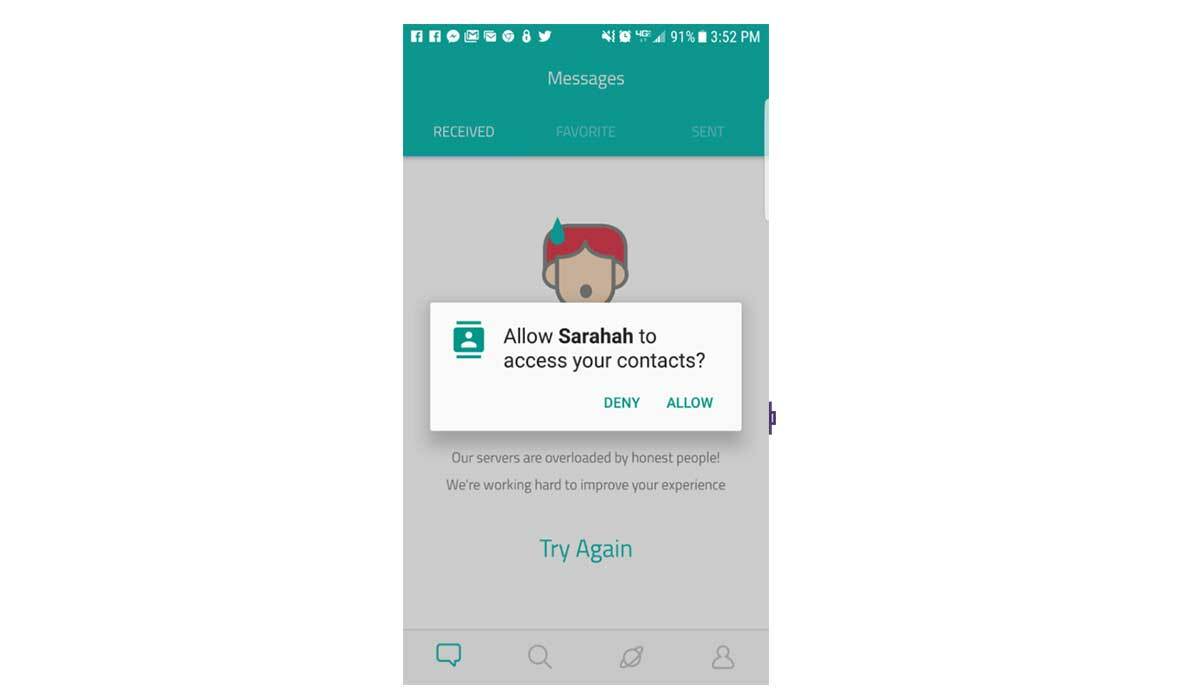 4G 91% 3:52 PM
Messages
RECEIVED FAVORITE SENT
Allow Sarahah to
access your contacts?
DENY ALLOW
Our servers are overloaded by honest people!
We're working hard to improve your experience
Try Again